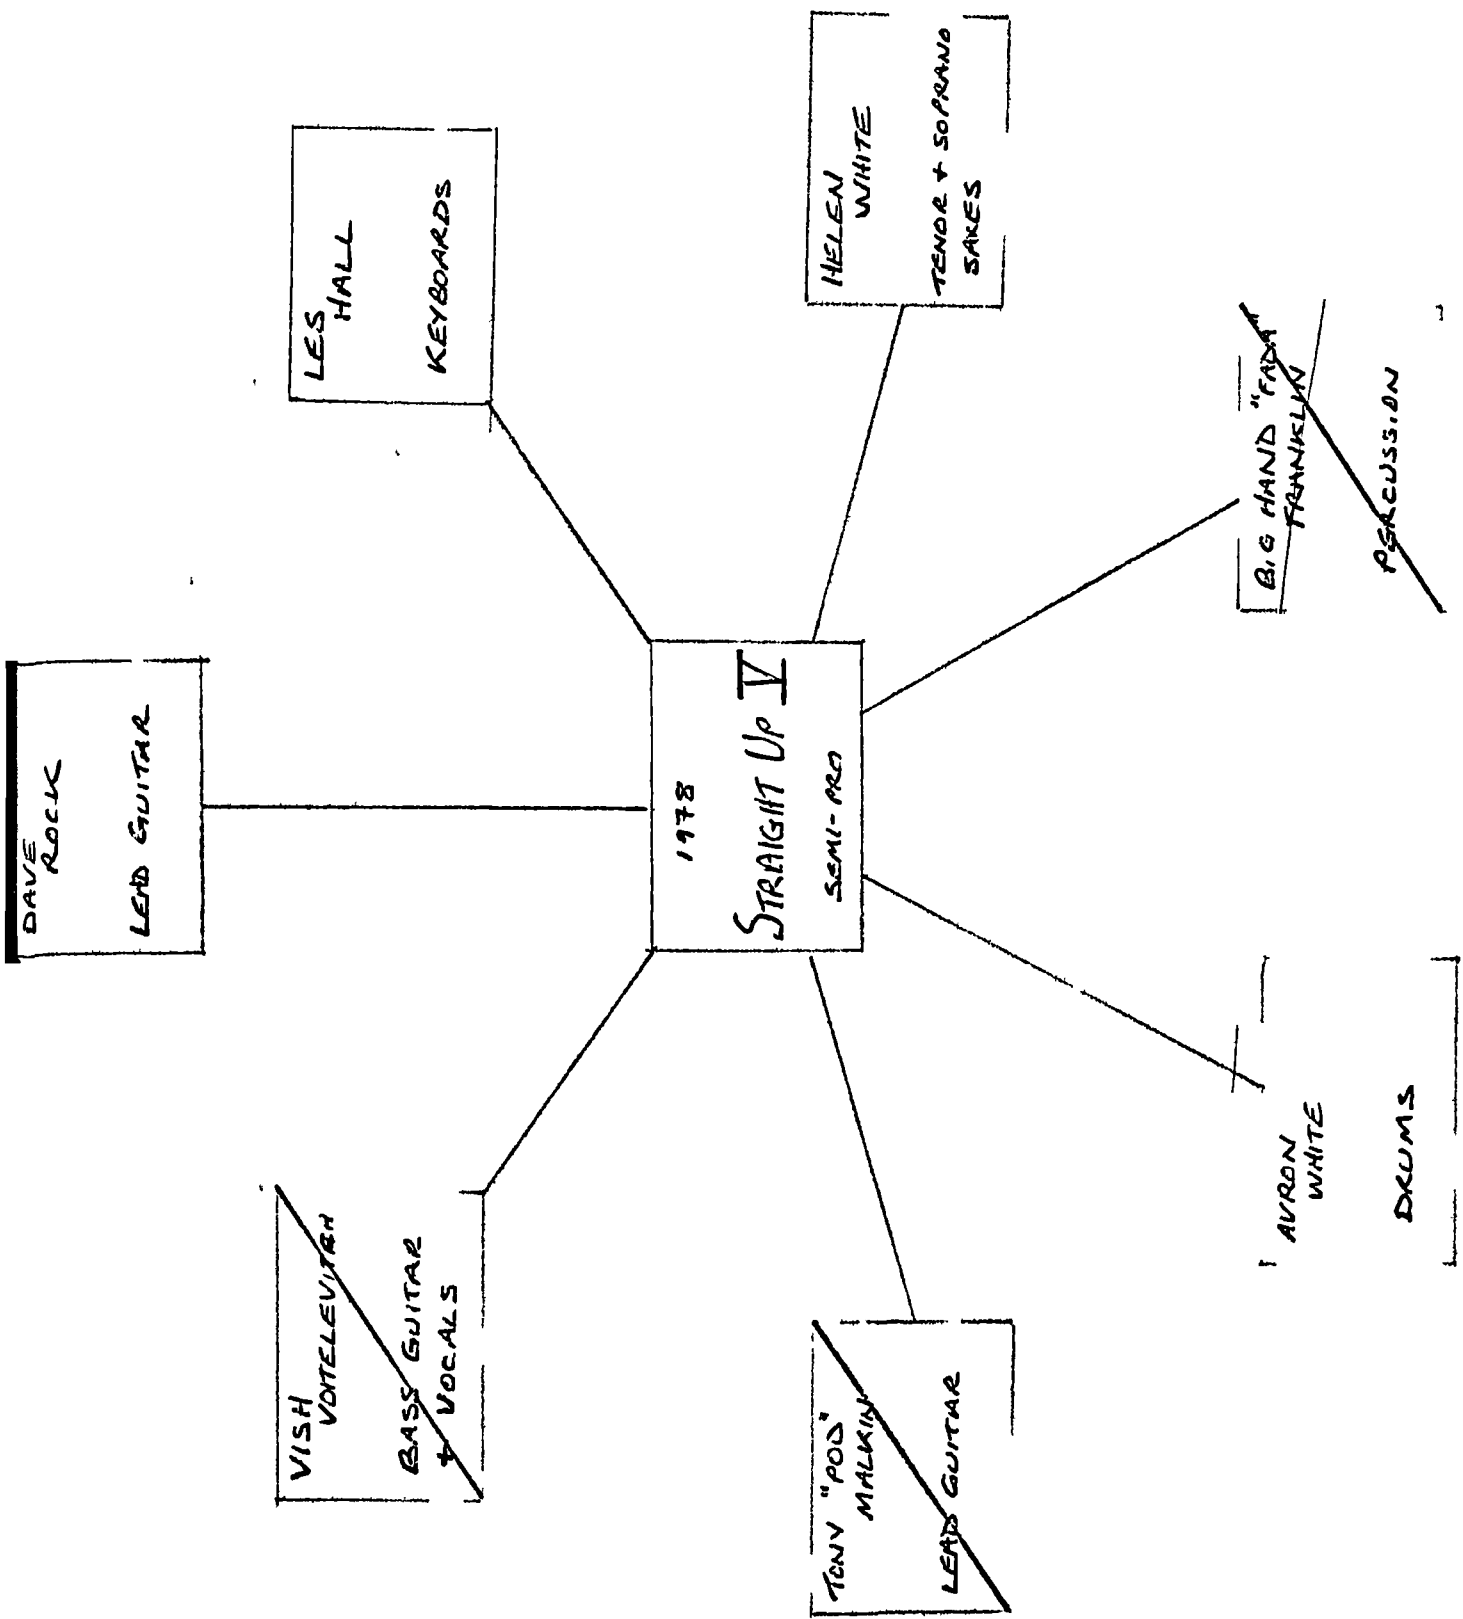 DAVE
ROCK
LEAD GUITAR
VISH
VOITELEVITCH
BASS GUITAR
+ VOCALS
LES
HALL
KEYBOARDS
1978
STRAIGHT UP V
SEMI-PRO
TONY "POD"
MALKIN
LEAD GUITAR
HELEN
WHITE
TENOR + SOPRANO
SAXES
AVRON
WHITE
DRUMS
BIG HAND "FADA"
FRANKLIN
PERCUSSION